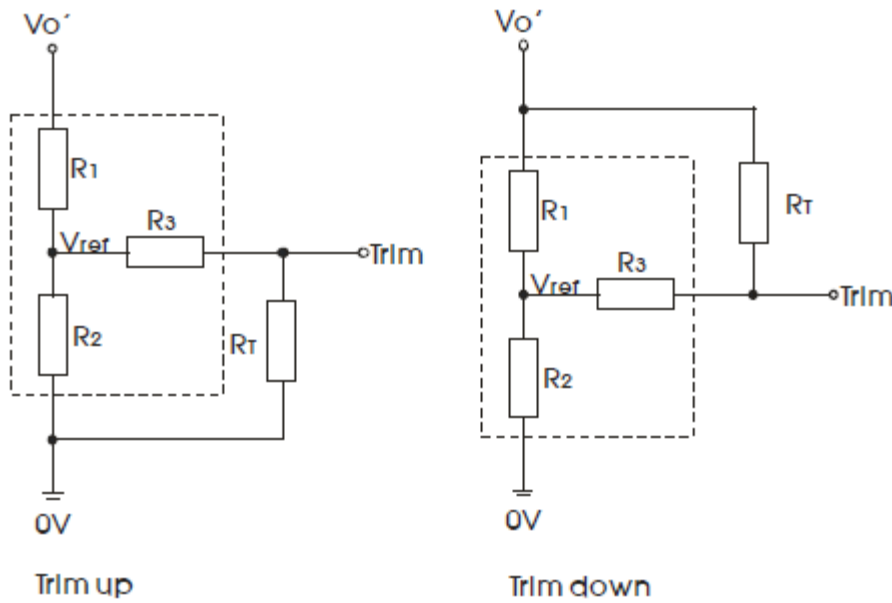 Vo´
R1
R3
Vref
Trim
R2
RT
0V
Trim up
Vo´
R1
RT
R3
Vref
Trim
R2
0V
Trim down